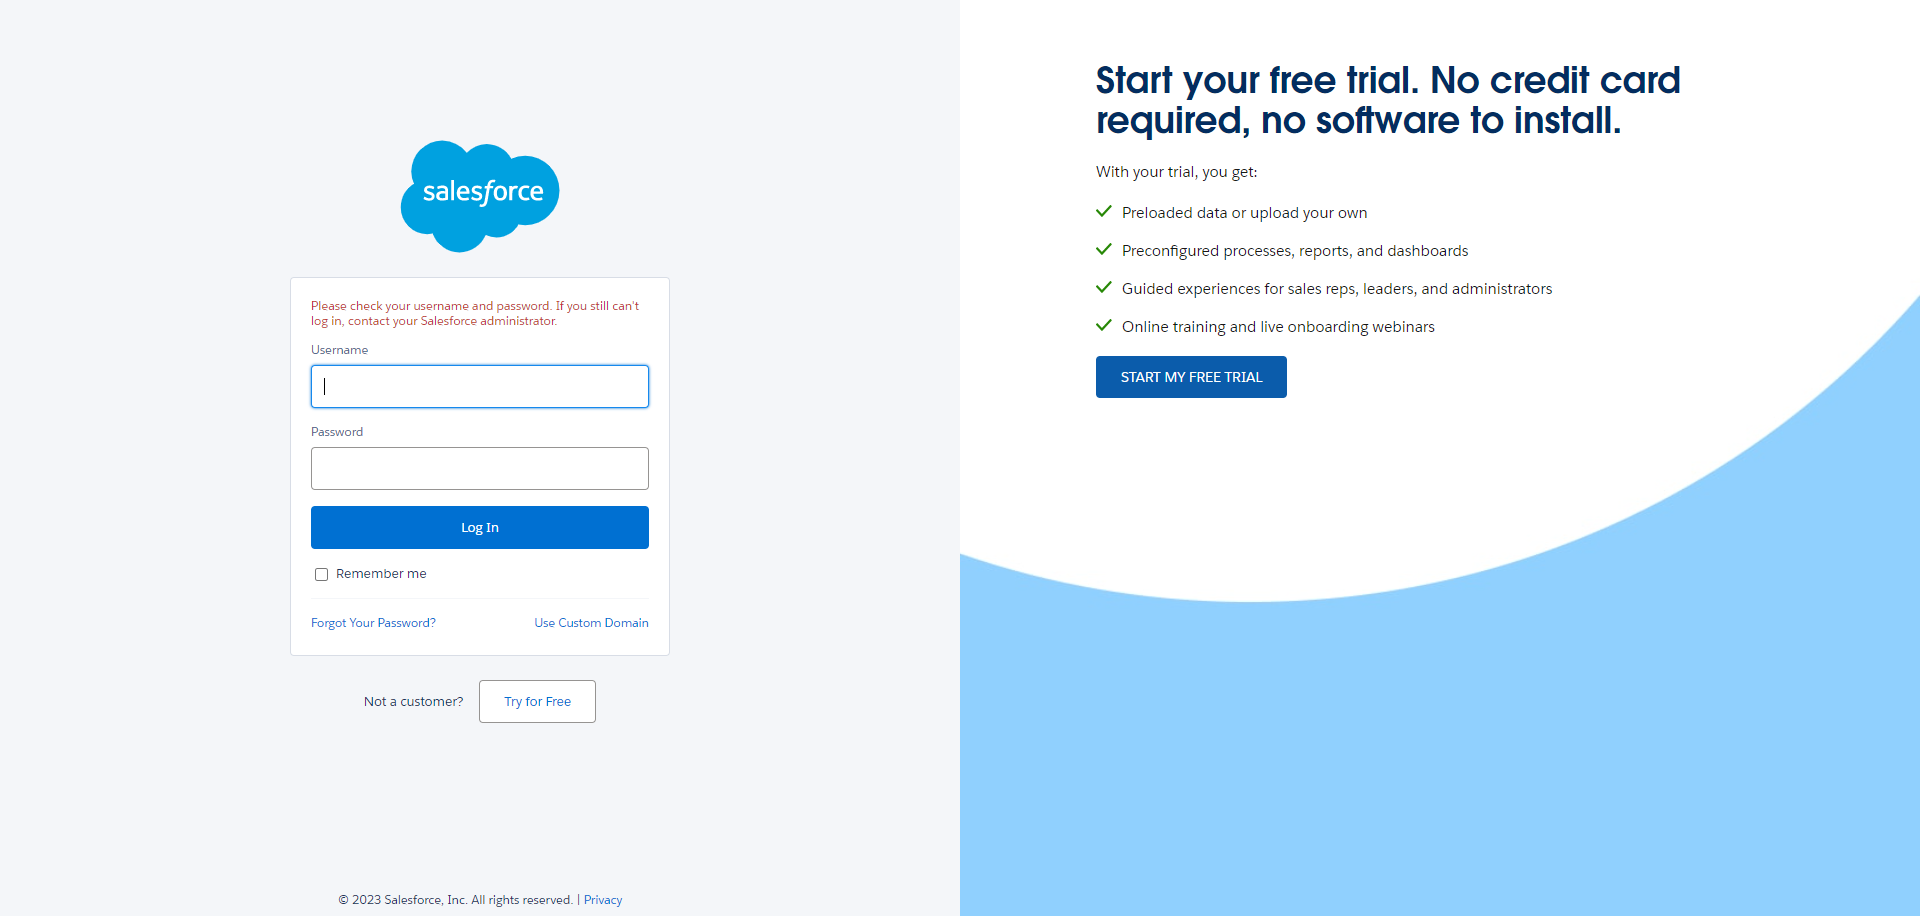 salesforce
Please check your username and password. If you still can't
log in, contact your Salesforce administrator.
Username
Password
Log In
Remember me
Forgot Your Password?
Use Custom Domain
Not a customer?
Try for Free
© 2023 Salesforce, Inc. All rights reserved. | Privacy
Start your free trial. No credit card
required, no software to install.
With your trial, you get:
Preloaded data or upload your own
Preconfigured processes, reports, and dashboards
Guided experiences for sales reps, leaders, and administrators
Online training and live onboarding webinars
START MY FREE TRIAL